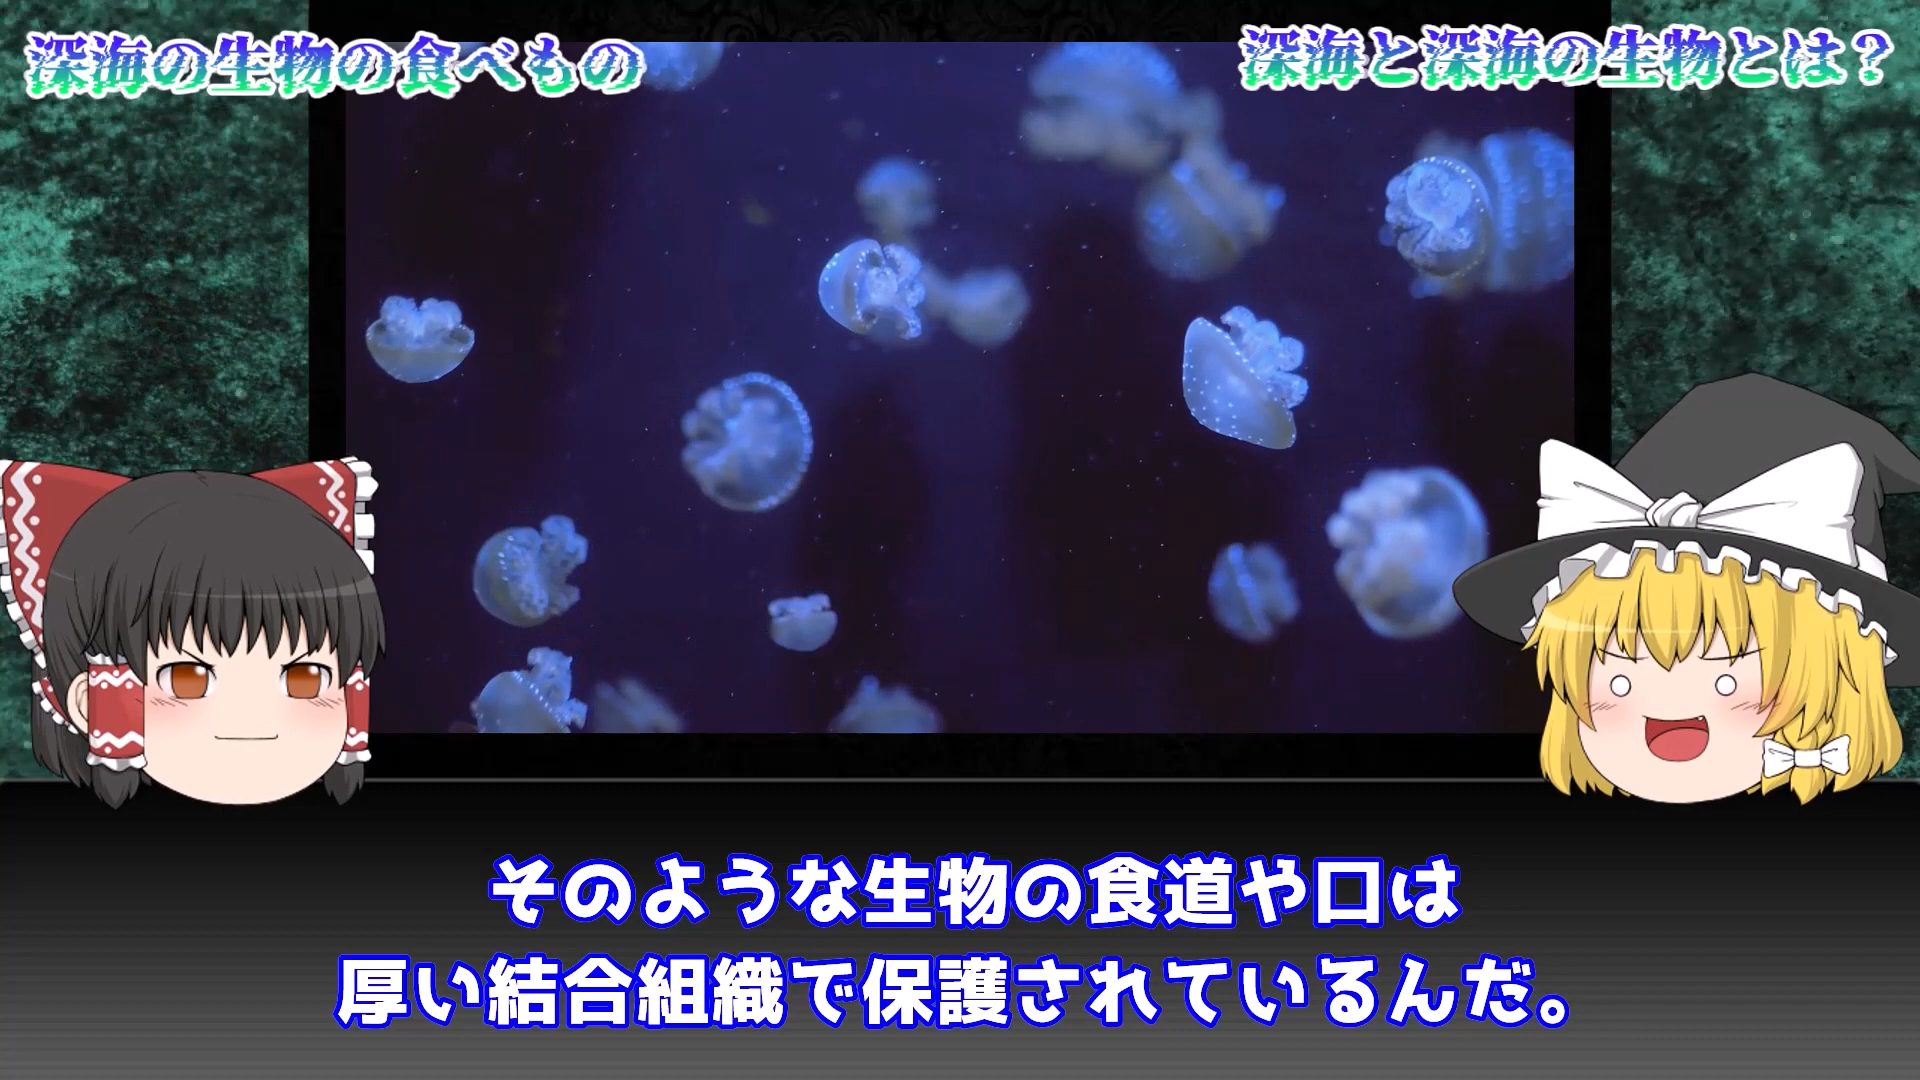 深海の生物の食べもの
深海と深海の生物とは？
そのような生物の食道や口は
厚い結合組織で保護されているんだ。